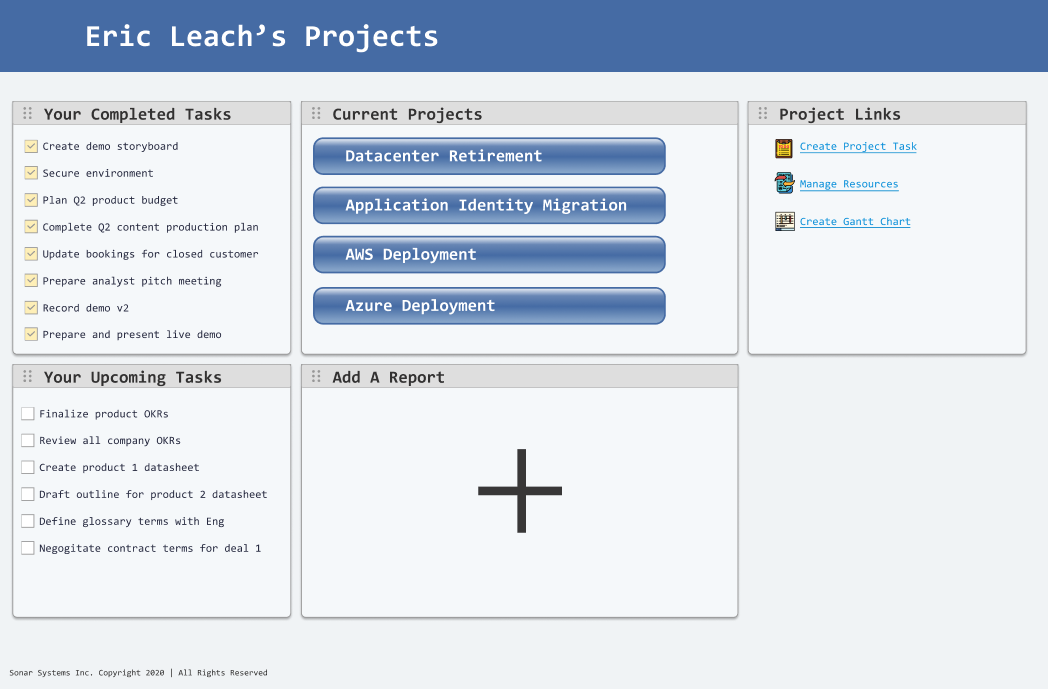 Eric Leach’s Projects
Your Completed Tasks
Create demo storyboard
Secure environment
Plan Q2 product budget
Complete Q2 content production plan
Update bookings for closed customer
Prepare analyst pitch meeting
Record demo v2
Prepare and present live demo
Current Projects
Datacenter Retirement
Application Identity Migration
AWS Deployment
Azure Deployment
Project Links
Create Project Task
Manage Resources
Create Gantt Chart
Your Upcoming Tasks
Finalize product OKRs
Review all company OKRs
Create product 1 datasheet
Draft outline for product 2 datasheet
Define glossary terms with Eng
Negogitate contract terms for deal 1
Add A Report
Sonar Systems Inc. Copyright 2020 | All Rights Reserved